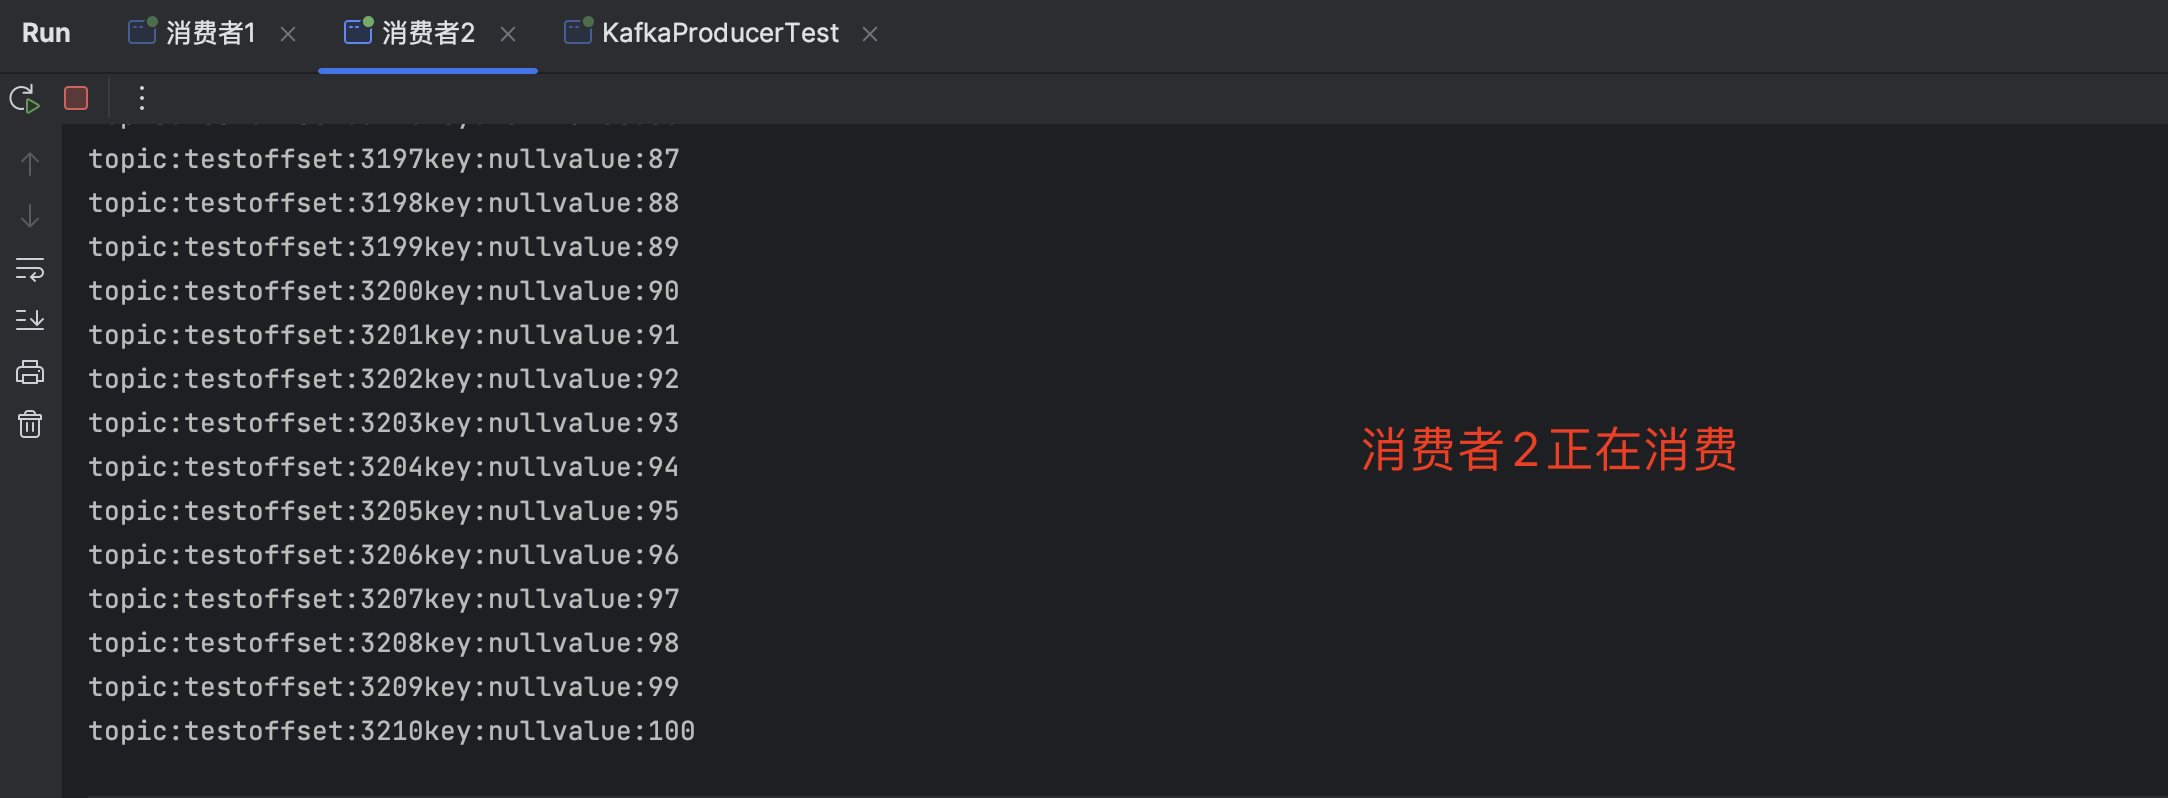 Run 消费者1 消费者2 KafkaProducerTest
topic:testoffset:3197key:nullvalue:87
topic:testoffset:3198key:nullvalue:88
topic:testoffset:3199key:nullvalue:89
topic:testoffset:3200key:nullvalue:90
topic:testoffset:3201key:nullvalue:91
topic:testoffset:3202key:nullvalue:92
topic:testoffset:3203key:nullvalue:93
topic:testoffset:3204key:nullvalue:94
topic:testoffset:3205key:nullvalue:95
topic:testoffset:3206key:nullvalue:96
topic:testoffset:3207key:nullvalue:97
topic:testoffset:3208key:nullvalue:98
topic:testoffset:3209key:nullvalue:99
topic:testoffset:3210key:nullvalue:100
消费者2正在消费